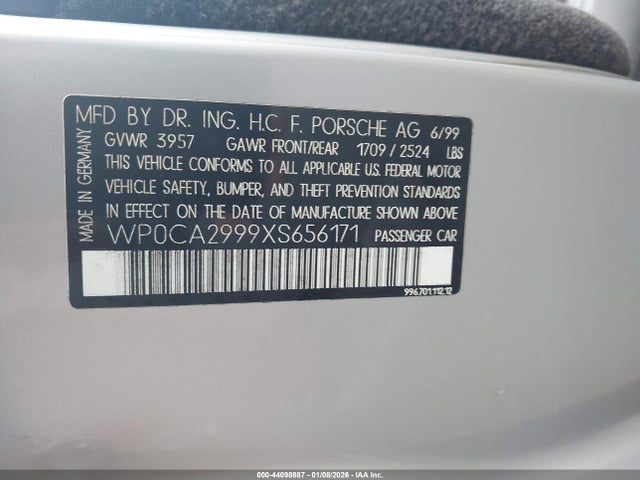 MFD BY DR. ING. H.C. F. PORSCHE AG 6/99
GVWR 3957 GAWR FRONT/REAR 1709 / 2524 LBS
THIS VEHICLE CONFORMS TO ALL APPLICABLE U.S. FEDERAL MOTOR
VEHICLE SAFETY, BUMPER, AND THEFT PREVENTION STANDARDS
IN EFFECT ON THE DATE OF MANUFACTURE SHOWN ABOVE
WP0CA2999XS656171 PASSENGER CAR
996.701.112.12
MADE IN GERMANY
000-44098887 - 01/08/2026 - IAAI, Inc.